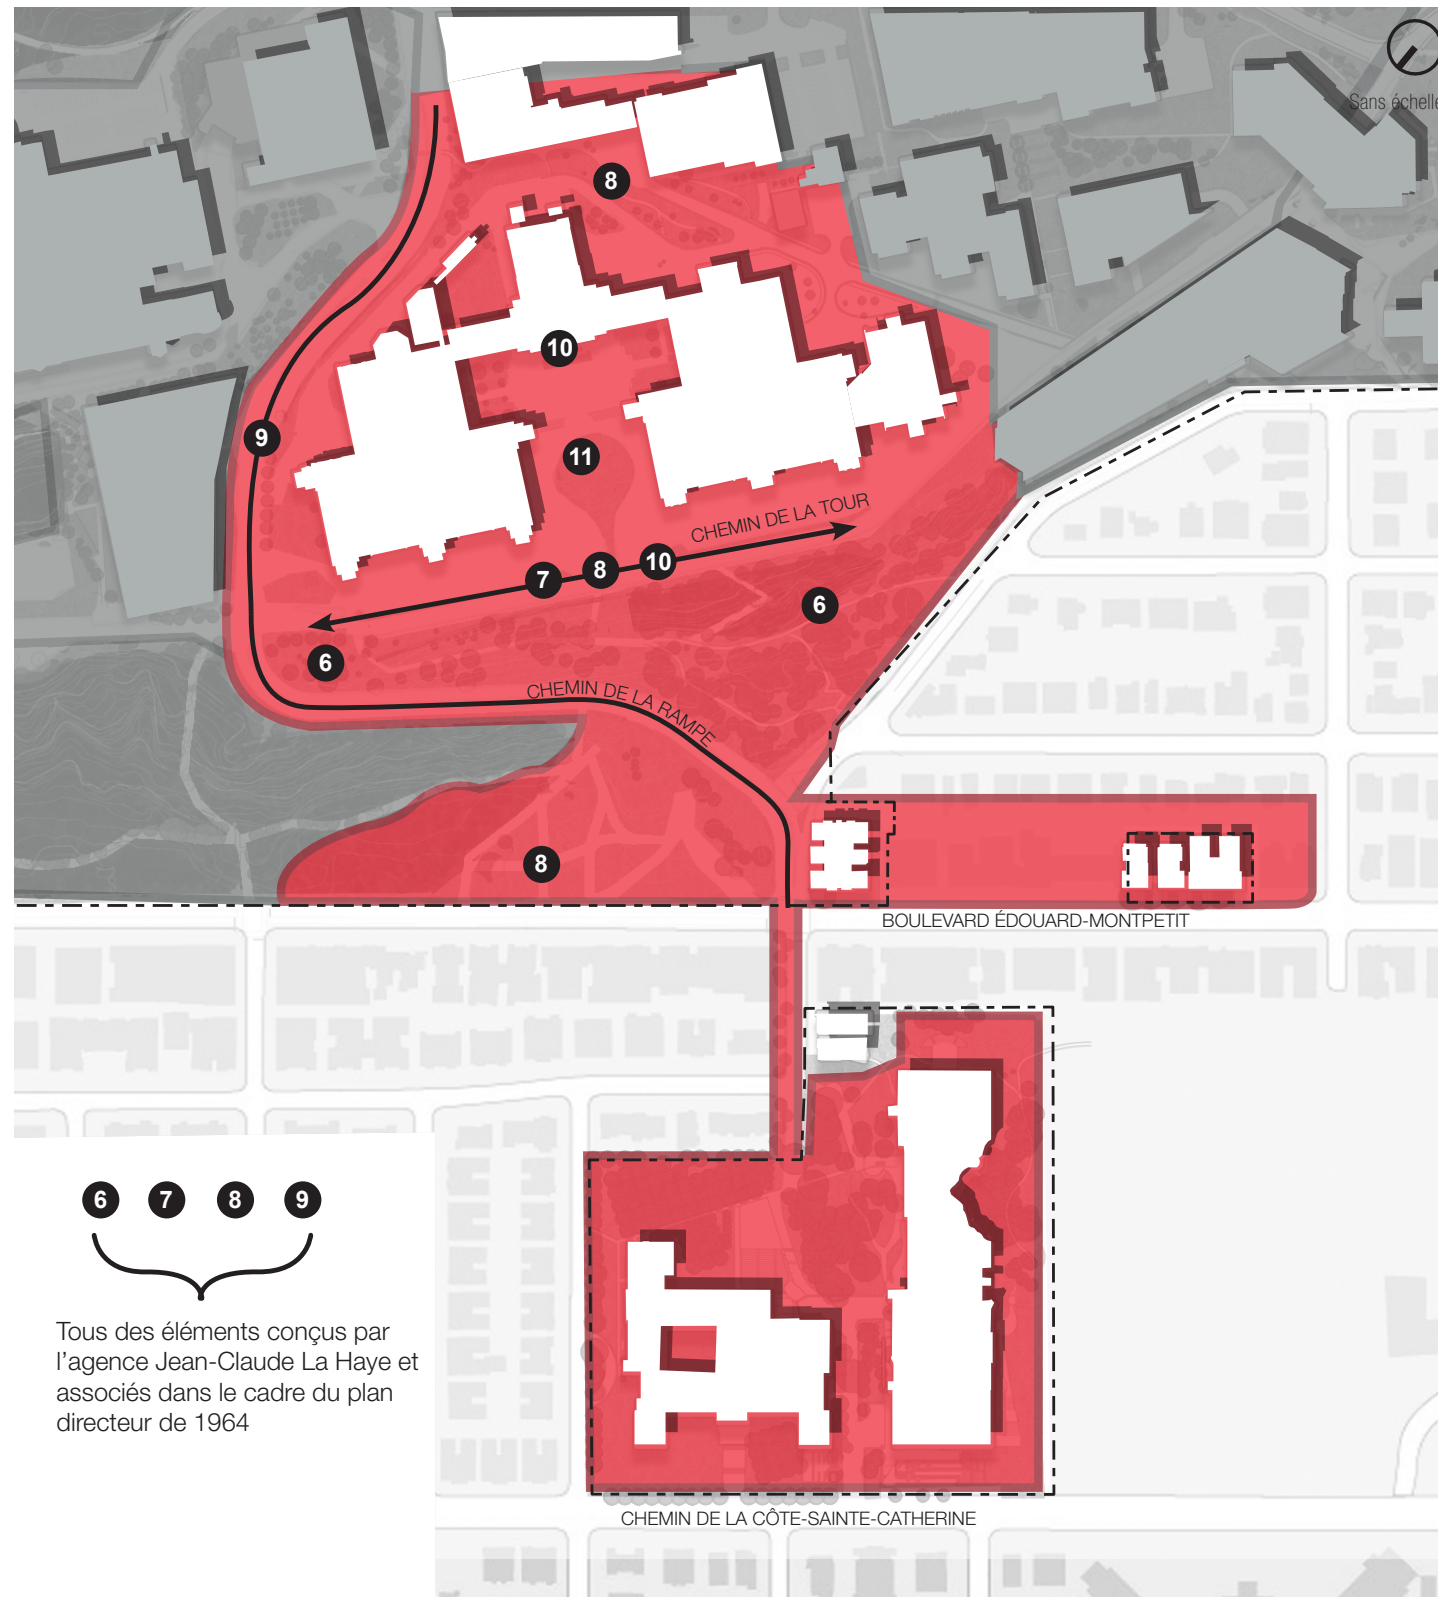 Sans échelle
8
10
9
11
CHEMIN DE LA TOUR
7 8 10
6
6
CHEMIN DE LA RAMPE
8
BOULEVARD ÉDOUARD-MONTPETIT
6 7 8 9
Tous des éléments conçus par
l'agence Jean-Claude La Haye et
associés dans le cadre du plan
directeur de 1964
CHEMIN DE LA CÔTE-SAINTE-CATHERINE